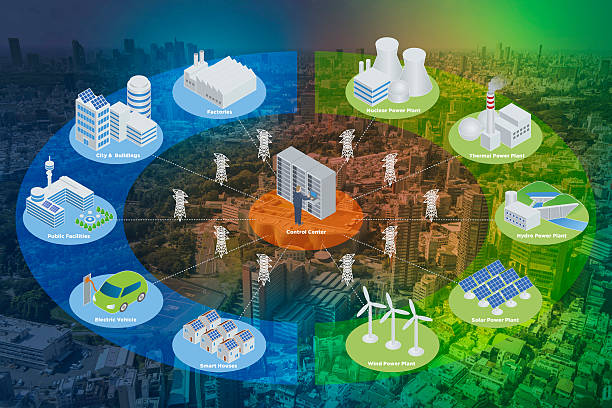 Factories
Nuclear Power Plant
City & Buildings
Thermal Power Plant
Public Facilities
Control Center
Hydro Power Plant
Electric Vehicle
Solar Power Plant
Smart Houses
Wind Power Plant